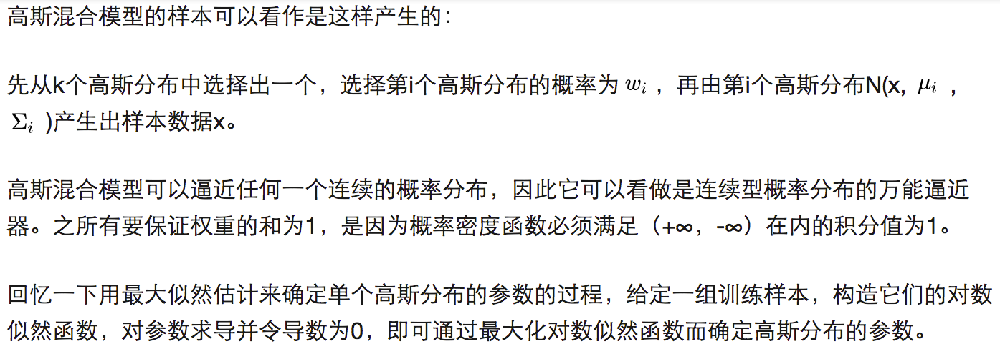 高斯混合模型的样本可以看作是这样产生的：
先从k个高斯分布中选择出一个，选择第i个高斯分布的概率为 wᵢ ，再由第i个高斯分布N(x, μᵢ ,
Σᵢ )产生出样本数据x。
高斯混合模型可以逼近任何一个连续的概率分布，因此它可以看做是连续型概率分布的万能逼近
器。之所有要保证权重的和为1，是因为概率密度函数必须满足（+∞，-∞）在内的积分值为1。
回忆一下用最大似然估计来确定单个高斯分布的参数的过程，给定一组训练样本，构造它们的对数
似然函数，对参数求导并令导数为0，即可通过最大化对数似然函数而确定高斯分布的参数。